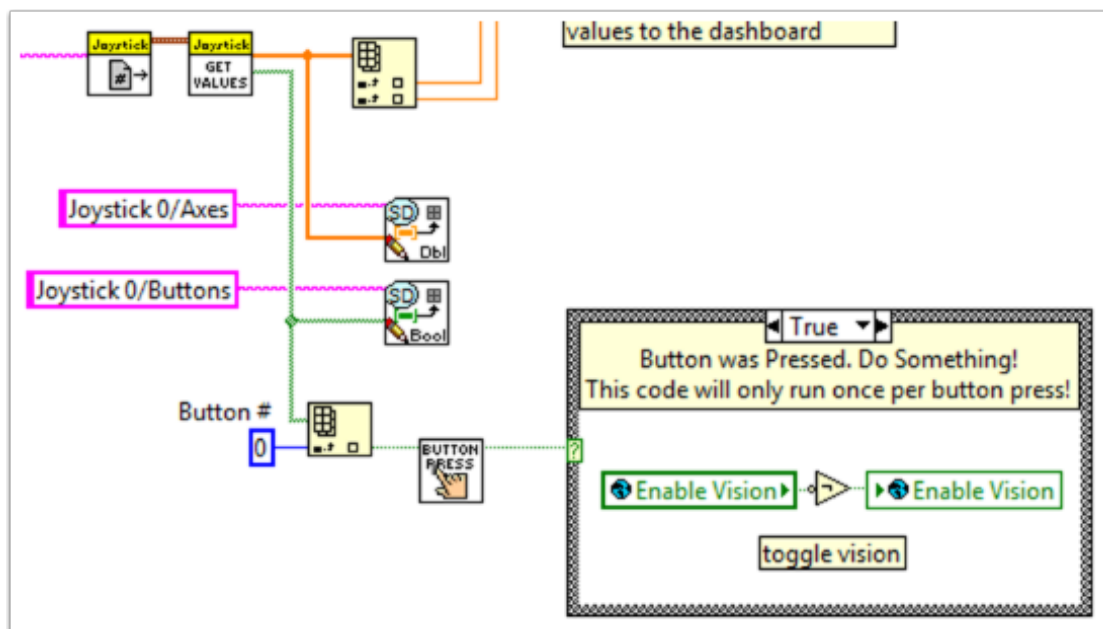 values to the dashboard
Joystick
Joystick
#
GET
VALUES
Joystick 0/Axes
SD
Dbl
Joystick 0/Buttons
SD
Bool
True
Button was Pressed. Do Something!
This code will only run once per button press!
Button #
0
BUTTON
PRESS
?
Enable Vision
Enable Vision
toggle vision